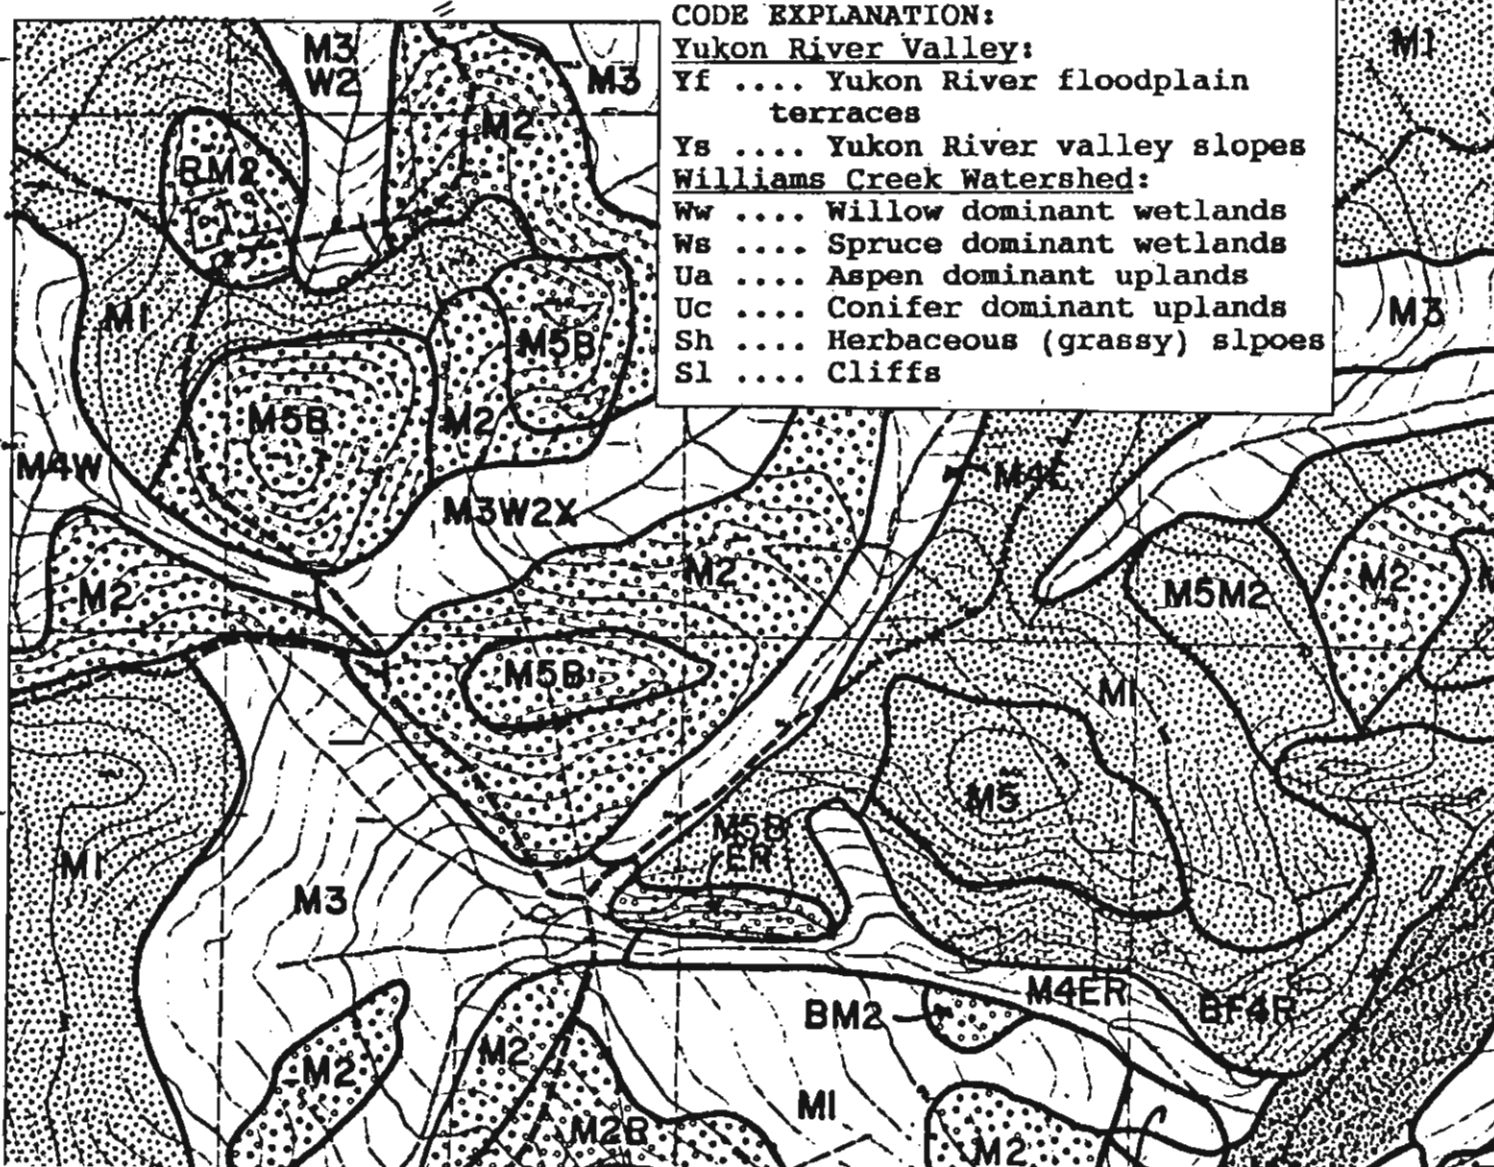 CODE EXPLANATION:
Yukon River Valley:
Yf .... Yukon River floodplain
terraces
Ys .... Yukon River valley slopes
Williams Creek Watershed:
Ww .... Willow dominant wetlands
Ws .... Spruce dominant wetlands
Ua .... Aspen dominant uplands
Uc .... Conifer dominant uplands
Sh .... Herbaceous (grassy) slpoes
Sl .... Cliffs
M3
W2
M3
M1
M2
BM2
M1
M5B
M3
M5B
M2
M4W
M4E
M3W2X
M2
M2
M5M2
M2
M5B
M1
M5
M5B
ER
M1
M3
M4ER
BM2
BF4R
M2
M2
M1
M2B
M2